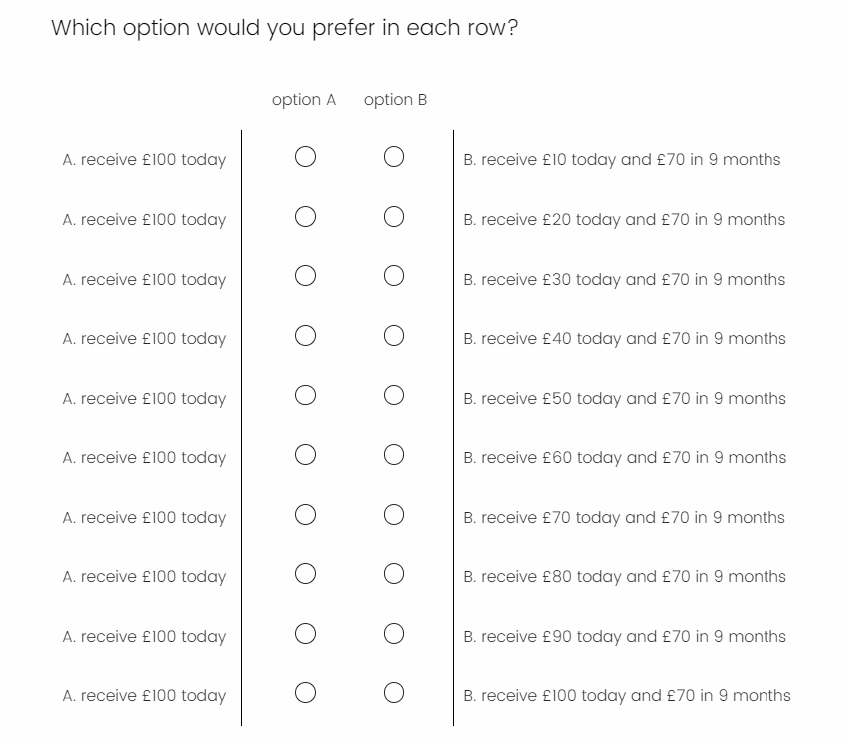 Which option would you prefer in each row?
option A option B
A. receive £100 today B. receive £10 today and £70 in 9 months
A. receive £100 today B. receive £20 today and £70 in 9 months
A. receive £100 today B. receive £30 today and £70 in 9 months
A. receive £100 today B. receive £40 today and £70 in 9 months
A. receive £100 today B. receive £50 today and £70 in 9 months
A. receive £100 today B. receive £60 today and £70 in 9 months
A. receive £100 today B. receive £70 today and £70 in 9 months
A. receive £100 today B. receive £80 today and £70 in 9 months
A. receive £100 today B. receive £90 today and £70 in 9 months
A. receive £100 today B. receive £100 today and £70 in 9 months